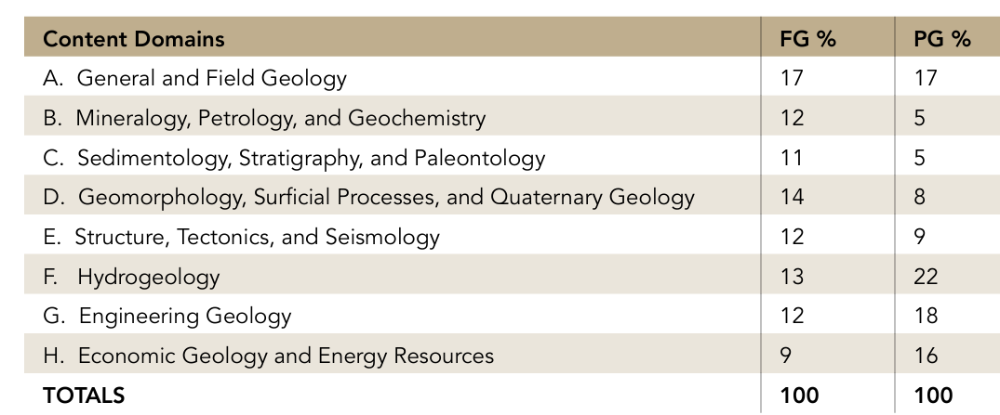 Content Domains FG % PG %
A. General and Field Geology 17 17
B. Mineralogy, Petrology, and Geochemistry 12 5
C. Sedimentology, Stratigraphy, and Paleontology 11 5
D. Geomorphology, Surficial Processes, and Quaternary Geology 14 8
E. Structure, Tectonics, and Seismology 12 9
F. Hydrogeology 13 22
G. Engineering Geology 12 18
H. Economic Geology and Energy Resources 9 16
TOTALS 100 100